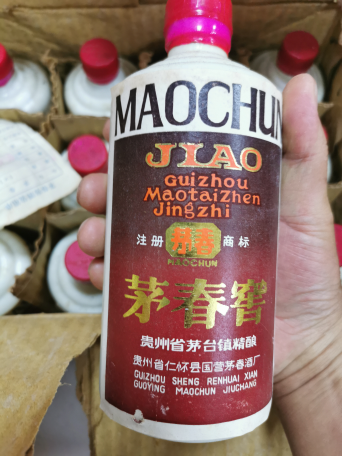 MAOCHUN
JIAO
Guizhou
MaotaiZhen
Jingzhi
注册 茅春 商标
MAOCHUN
茅春窖
贵州省茅台镇精酿
贵州省仁怀县国营茅春酒厂
GUIZHOU SHENG RENHUAI XIAN
GUOYING MAOCHUN JIUCHANG